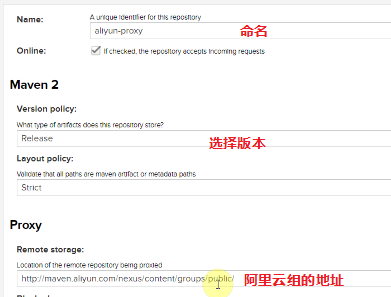 Name:
A unique identifier for this repository
aliyun-proxy
命名
Online:
If checked, the repository accepts incoming requests
Maven 2
Version policy:
What type of artifacts does this repository store?
Release
选择版本
Layout policy:
Validate that all paths are maven artifact or metadata paths
Strict
Proxy
Remote storage:
Location of the remote repository being proxied
http://maven.aliyun.com/nexus/content/groups/public/
阿里云组的地址